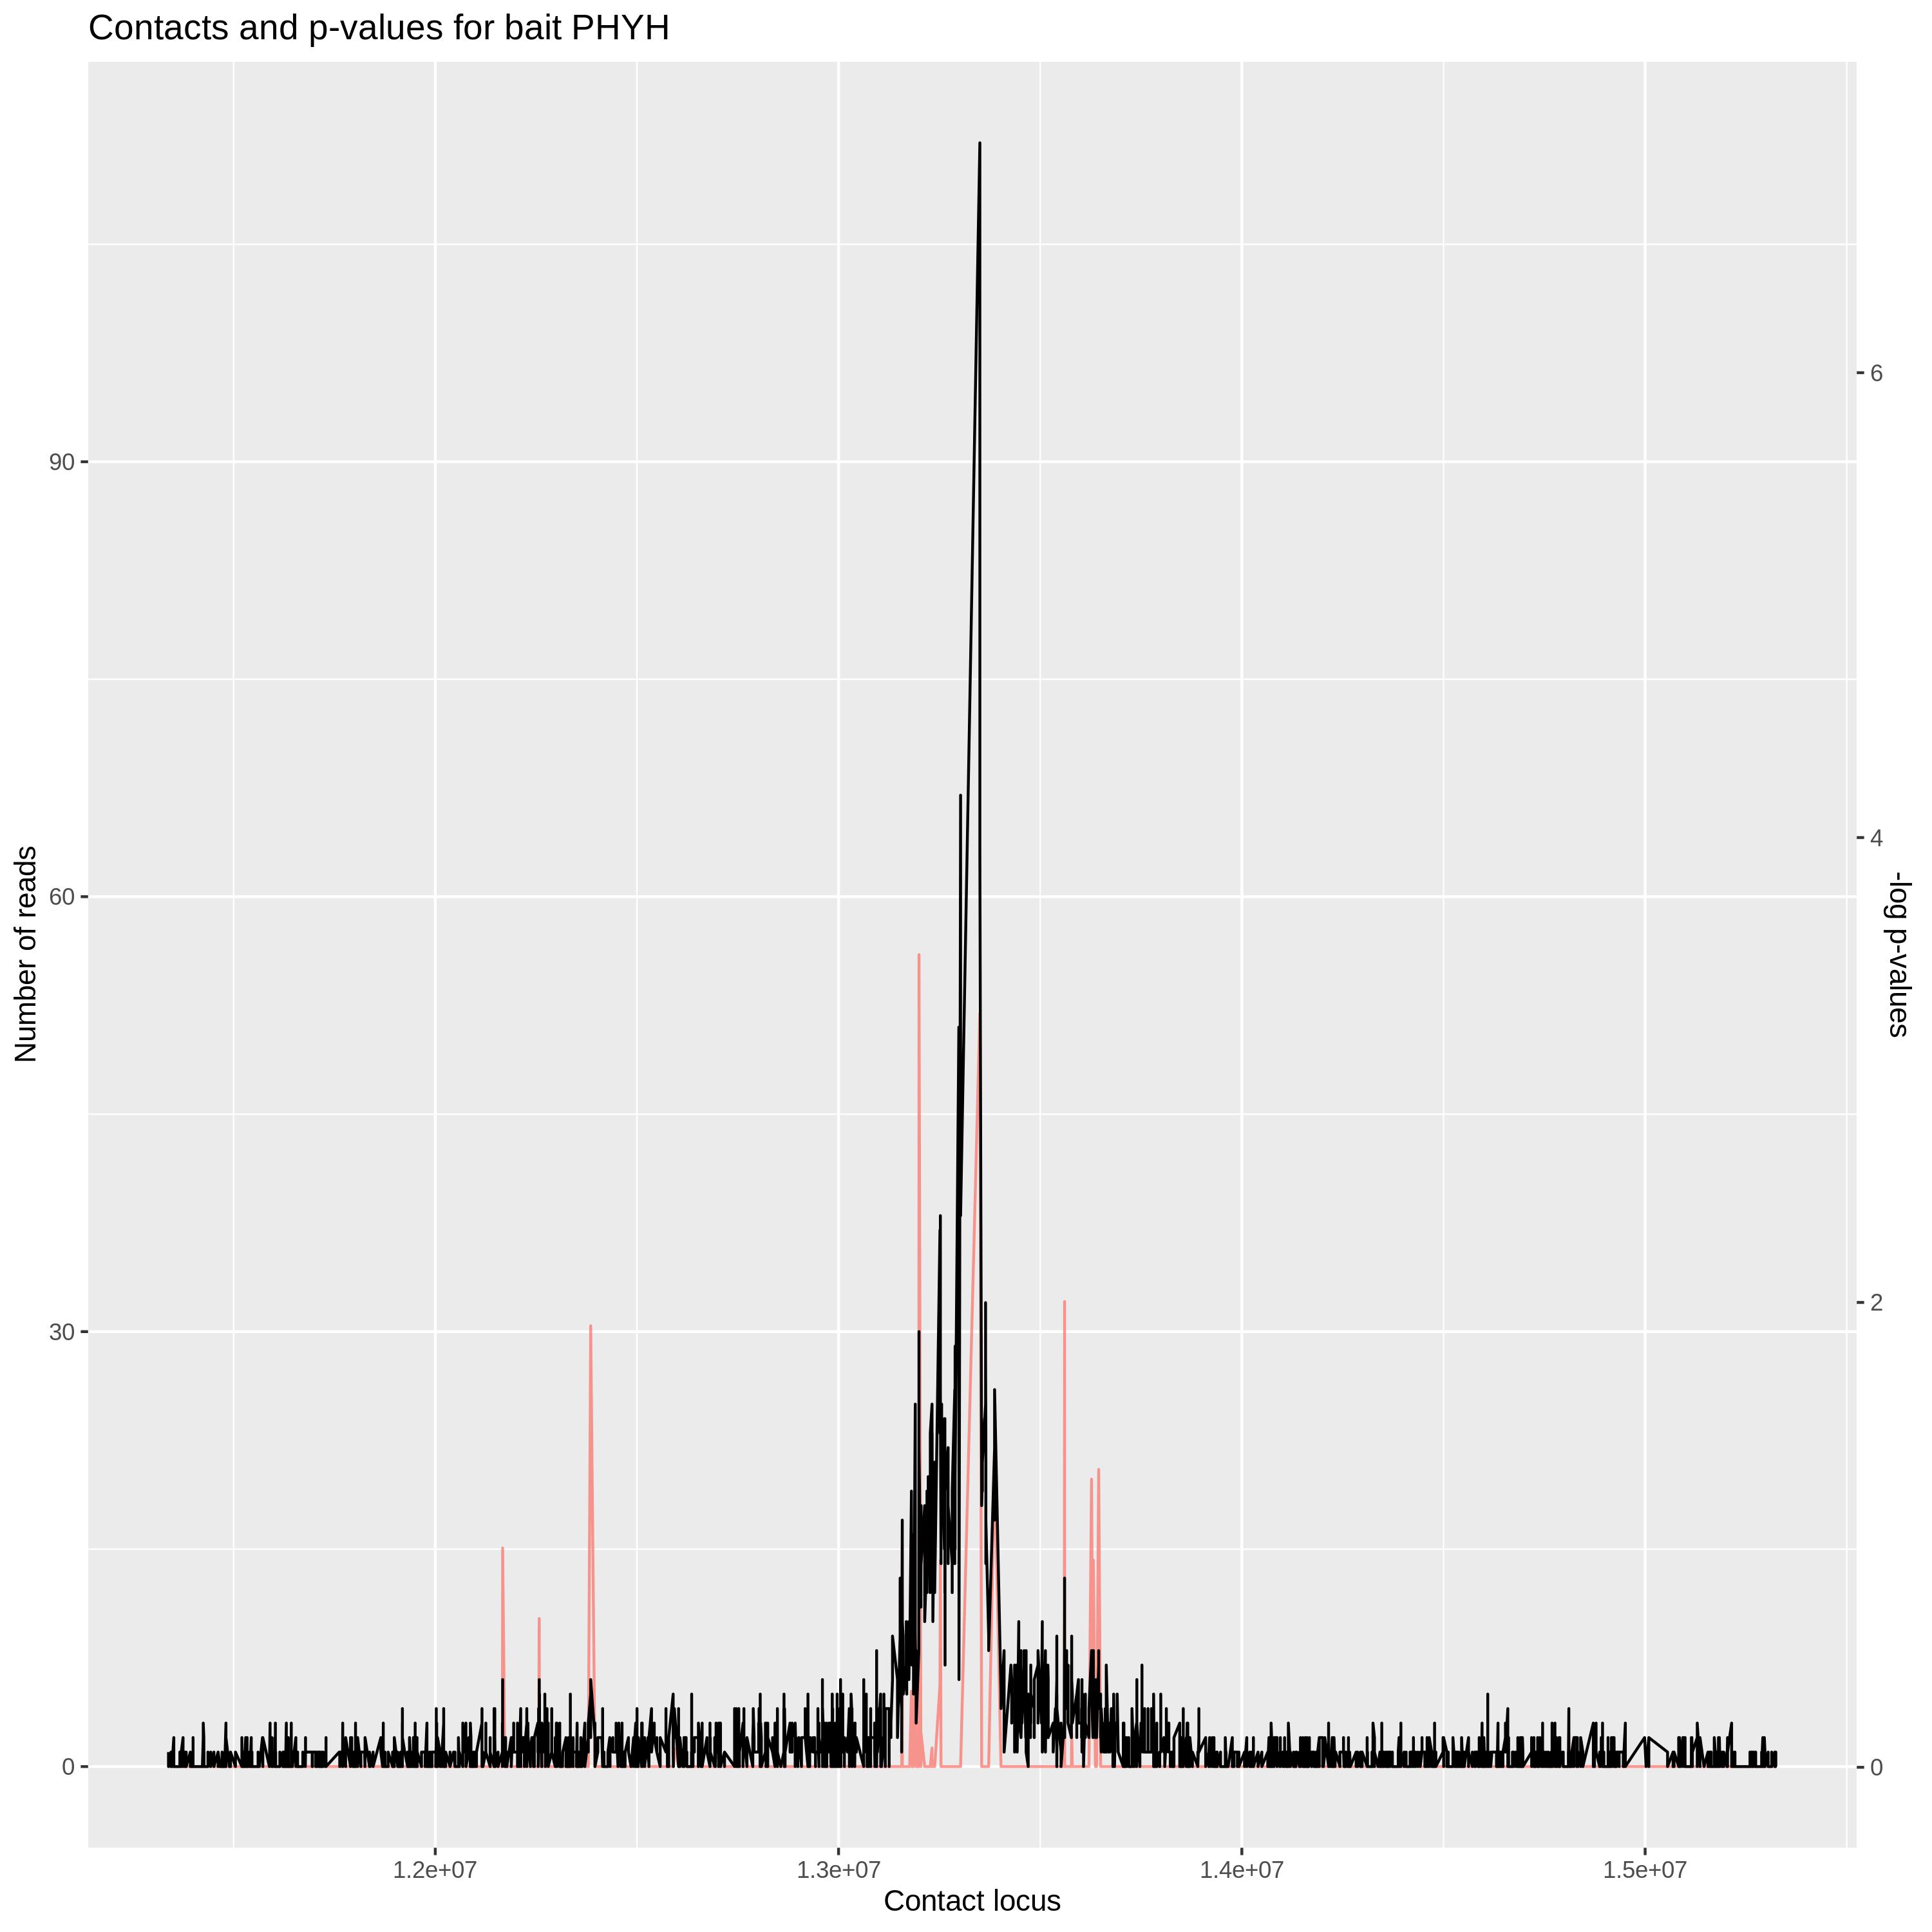 Contacts and p-values for bait PHYH
Number of reads
90
60
30
0
6
4
2
0
-log p-values
1.2e+07 1.3e+07 1.4e+07 1.5e+07
Contact locus